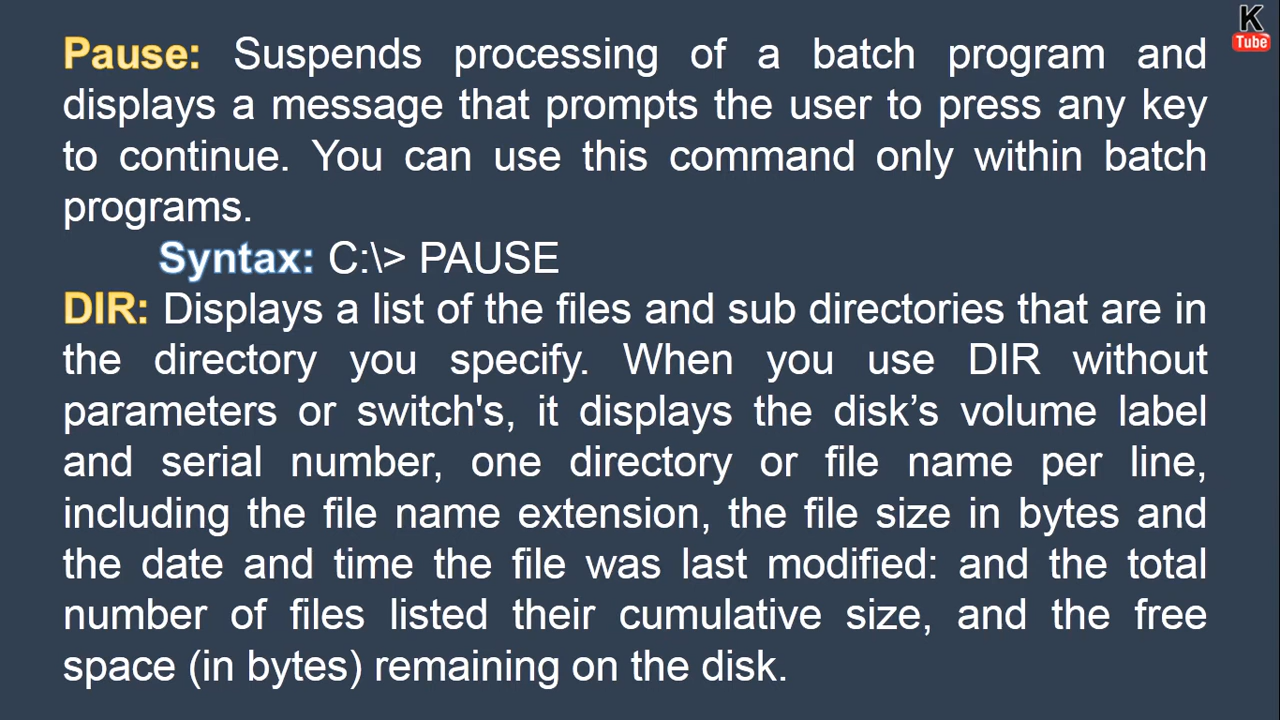 K
Tube
Pause: Suspends processing of a batch program and
displays a message that prompts the user to press any key
to continue. You can use this command only within batch
programs.
Syntax: C:\> PAUSE
DIR: Displays a list of the files and sub directories that are in
the directory you specify. When you use DIR without
parameters or switch's, it displays the disk’s volume label
and serial number, one directory or file name per line,
including the file name extension, the file size in bytes and
the date and time the file was last modified: and the total
number of files listed their cumulative size, and the free
space (in bytes) remaining on the disk.